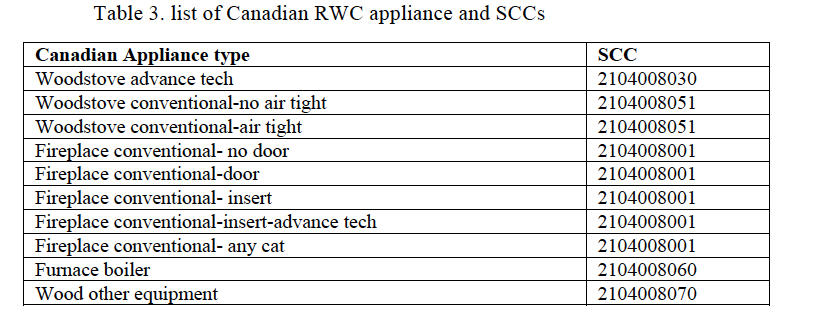 Table 3. list of Canadian RWC appliance and SCCs
Canadian Appliance type SCC
Woodstove advance tech 2104008030
Woodstove conventional-no air tight 2104008051
Woodstove conventional-air tight 2104008051
Fireplace conventional- no door 2104008001
Fireplace conventional-door 2104008001
Fireplace conventional- insert 2104008001
Fireplace conventional-insert-advance tech 2104008001
Fireplace conventional- any cat 2104008001
Furnace boiler 2104008060
Wood other equipment 2104008070